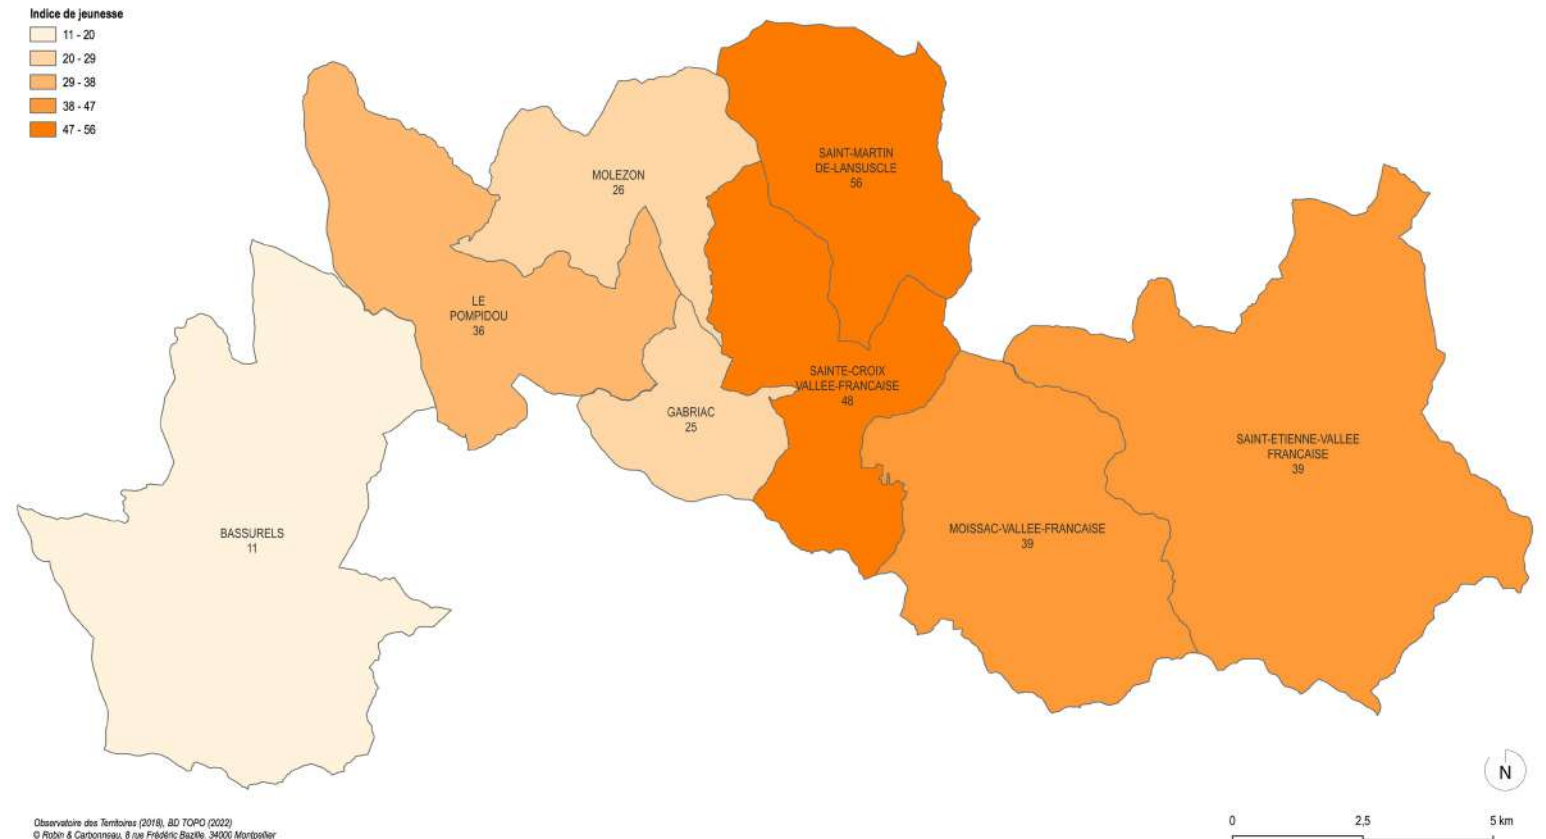 Indice de jeunesse
11 - 20
20 - 29
29 - 38
38 - 47
47 - 56
SAINT-MARTIN
DE-LANSUSCLE
56
MOLEZON
26
LE
POMPIDOU
36
SAINTE-CROIX
VALLEE-FRANCAISE
48
GABRIAC
25
SAINT-ETIENNE-VALLEE
FRANCAISE
39
BASSURELS
11
MOISSAC-VALLEE-FRANCAISE
39
N
Observatoire des Territoires (2018), BD TOPO (2022)
© Robin & Carbonneau, 8 rue Frédéric Bazille, 34000 Montpellier
0 2,5 5 km